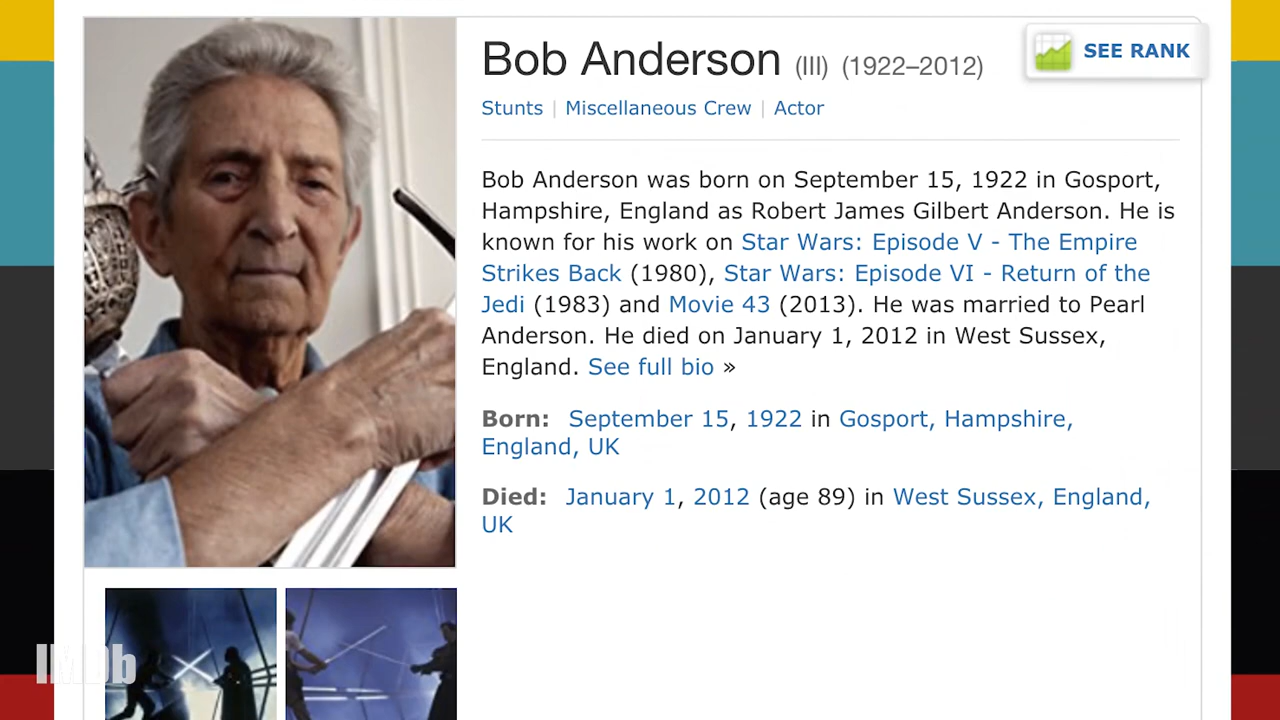 Bob Anderson (III) (1922–2012)
SEE RANK
Stunts | Miscellaneous Crew | Actor
Bob Anderson was born on September 15, 1922 in Gosport,
Hampshire, England as Robert James Gilbert Anderson. He is
known for his work on Star Wars: Episode V - The Empire
Strikes Back (1980), Star Wars: Episode VI - Return of the
Jedi (1983) and Movie 43 (2013). He was married to Pearl
Anderson. He died on January 1, 2012 in West Sussex,
England. See full bio »
Born: September 15, 1922 in Gosport, Hampshire,
England, UK
Died: January 1, 2012 (age 89) in West Sussex, England,
UK
IMDb